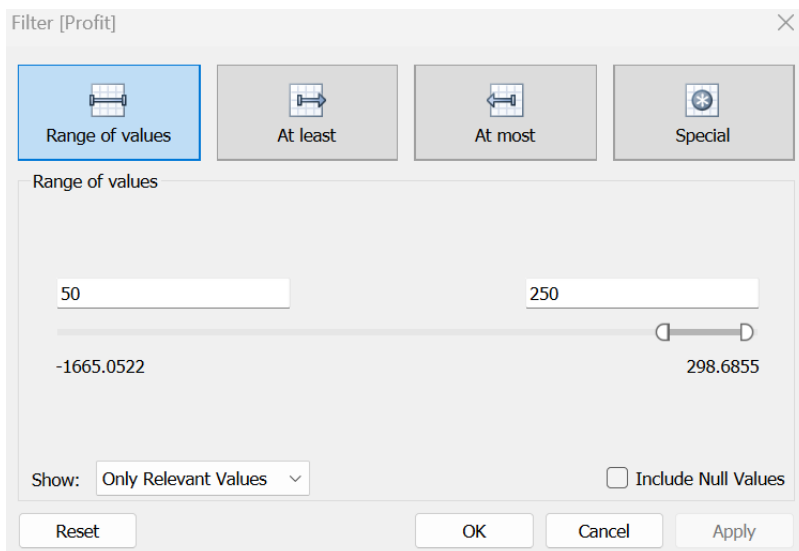 Filter [Profit]
Range of values
At least
At most
Special
Range of values
50
250
-1665.0522
298.6855
Show:
Only Relevant Values
Include Null Values
Reset
OK
Cancel
Apply